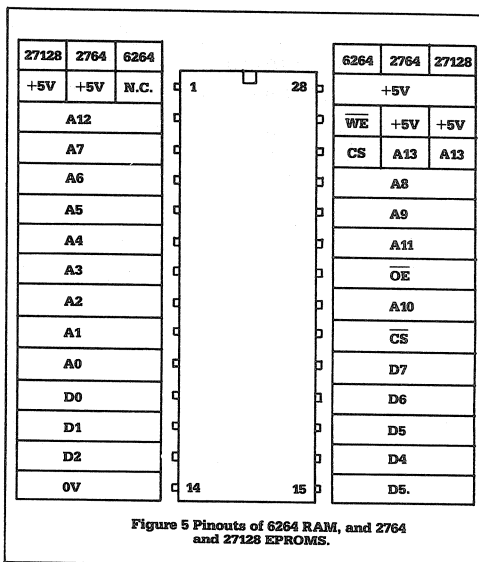 27128 2764 6264
+5V +5V N.C.
A12
A7
A6
A5
A4
A3
A2
A1
A0
D0
D1
D2
0V
1 28
14 15
6264 2764 27128
+5V
WE +5V +5V
CS A13 A13
A8
A9
A11
OE
A10
CS
D7
D6
D5
D4
D5.
Figure 5 Pinouts of 6264 RAM, and 2764
and 27128 EPROMS.